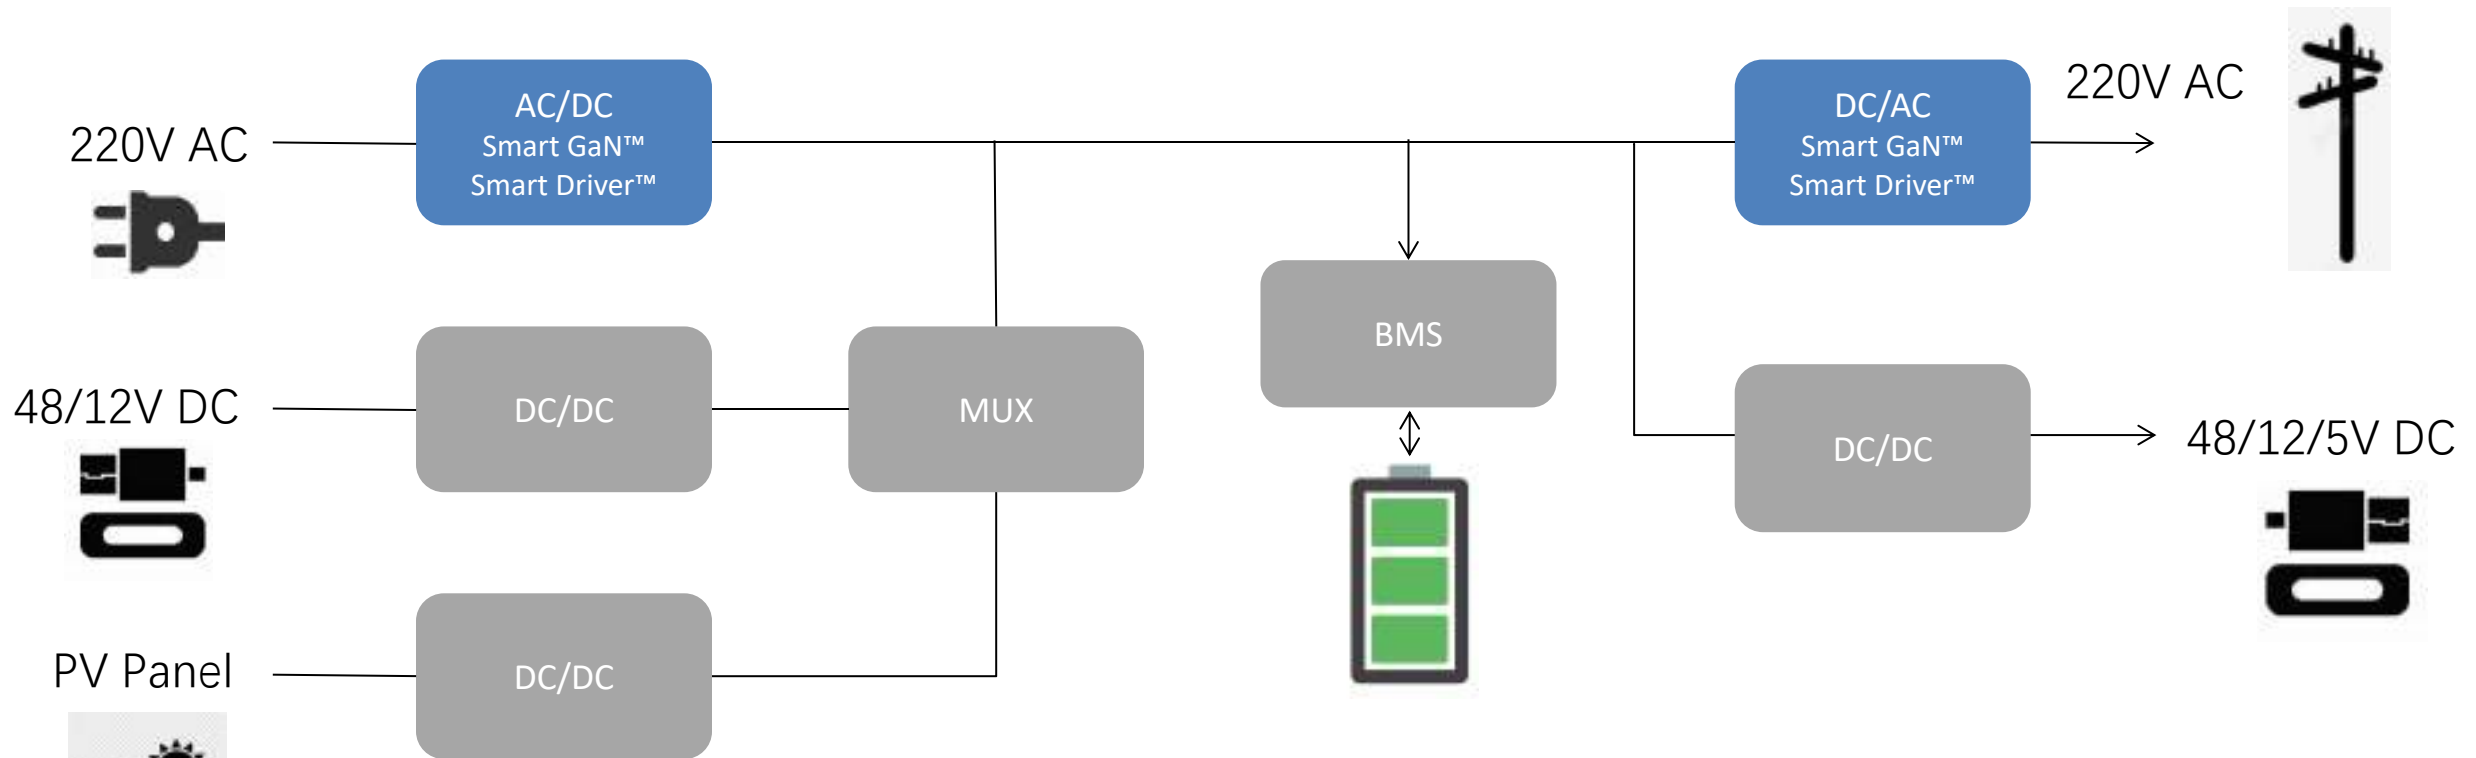 220V AC
AC/DC
Smart GaN™
Smart Driver™
DC/AC
Smart GaN™
Smart Driver™
220V AC
48/12V DC
DC/DC
MUX
BMS
DC/DC
48/12/5V DC
PV Panel
DC/DC